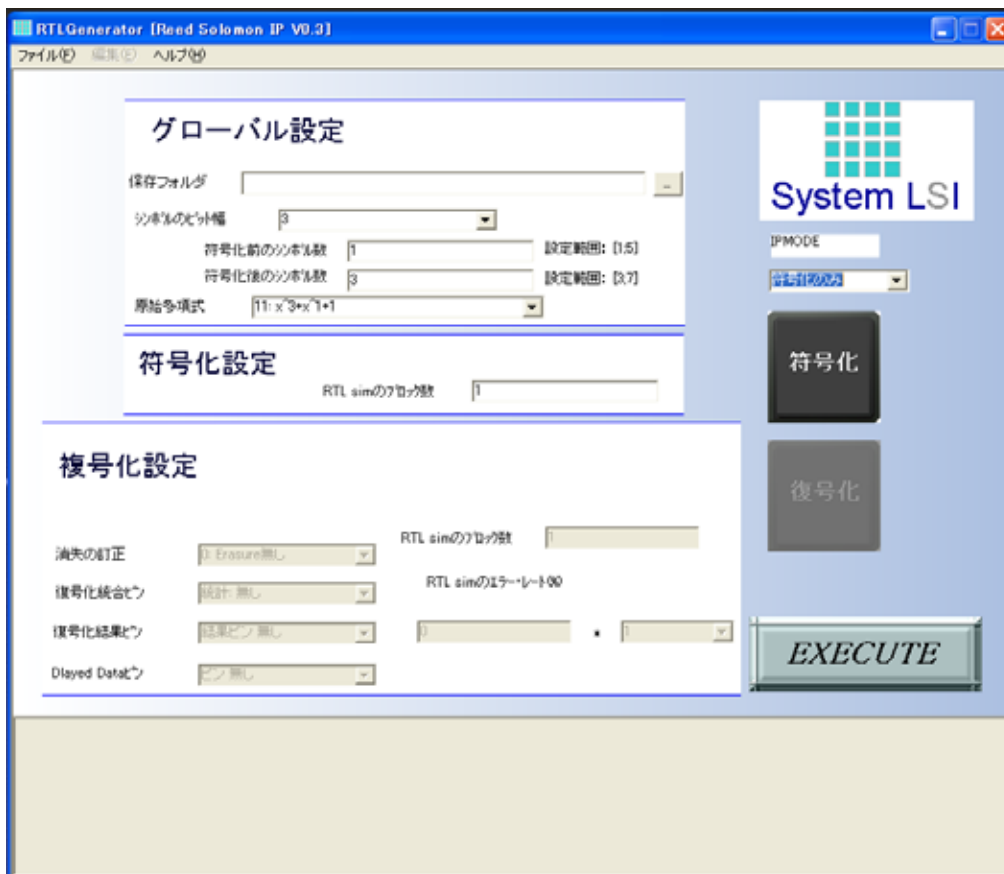 RTLGenerator [Reed Solomon IP V0.3]
ファイル(F) 編集(E) ヘルプ(H)
グローバル設定
保存フォルダ
...
シンボルのビット幅 3
符号化前のシンボル数 1 設定範囲: [1;5]
符号化後のシンボル数 3 設定範囲: [3;7]
原始多項式 11: x^3+x^1+1
符号化設定
RTL simのブロック数 1
複号化設定
RTL simのブロック数 1
消失の訂正 0: Erasure無し
復号化統合ピン 統計: 無し
RTL simのエラー・レート(%)
復号化結果ピン 結果ピン 無し
0 * 1
Dlayed Dataピン ピン 無し
System LSI
IPMODE
符号化のみ
符号化
復号化
EXECUTE